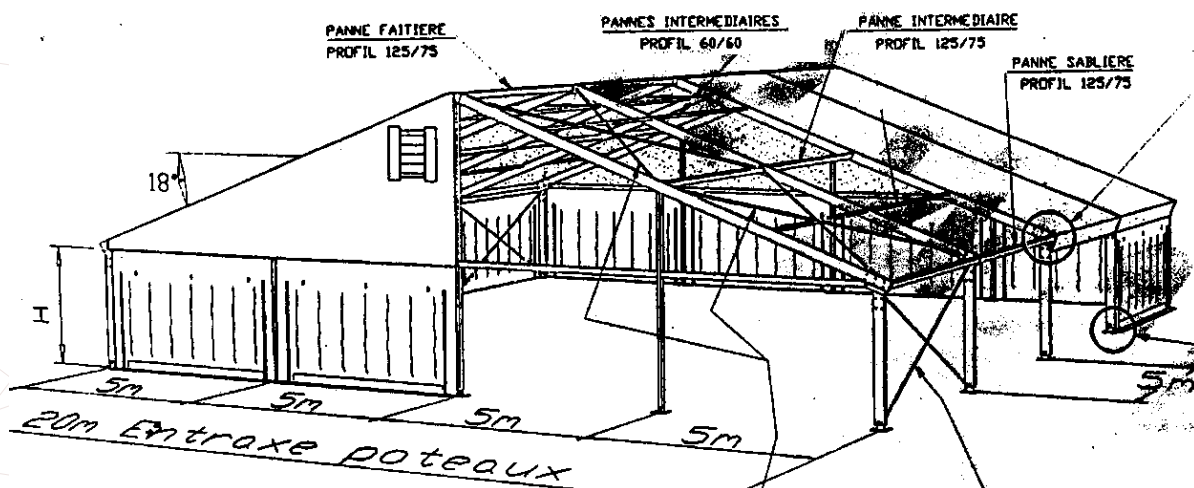 PANNE FAITIERE
PROFIL 125/75
PANNES INTERMEDIAIRES
PROFIL 60/60
PANNE INTERMEDIAIRE
PROFIL 125/75
PANNE SABLIERE
PROFIL 125/75
18°
H
5m
5m
5m
5m
5m
20m Entraxe poteaux